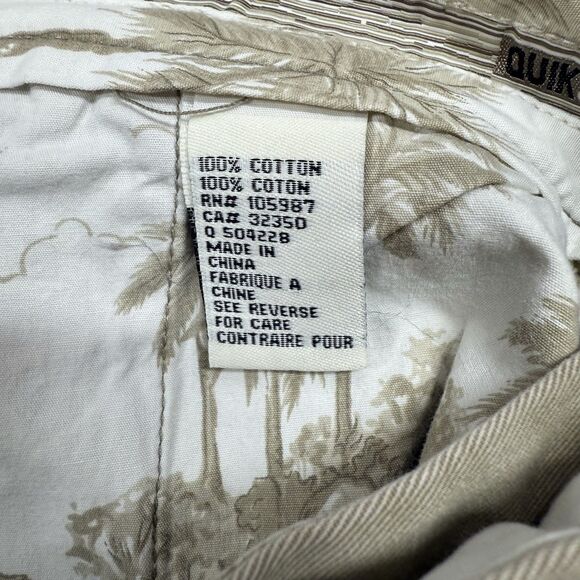 QUIK
100% COTTON
100% COTON
RN# 105987
CA# 32350
Q 504228
MADE IN
CHINA
FABRIQUE A
CHINE
SEE REVERSE
FOR CARE
CONTRAIRE POUR